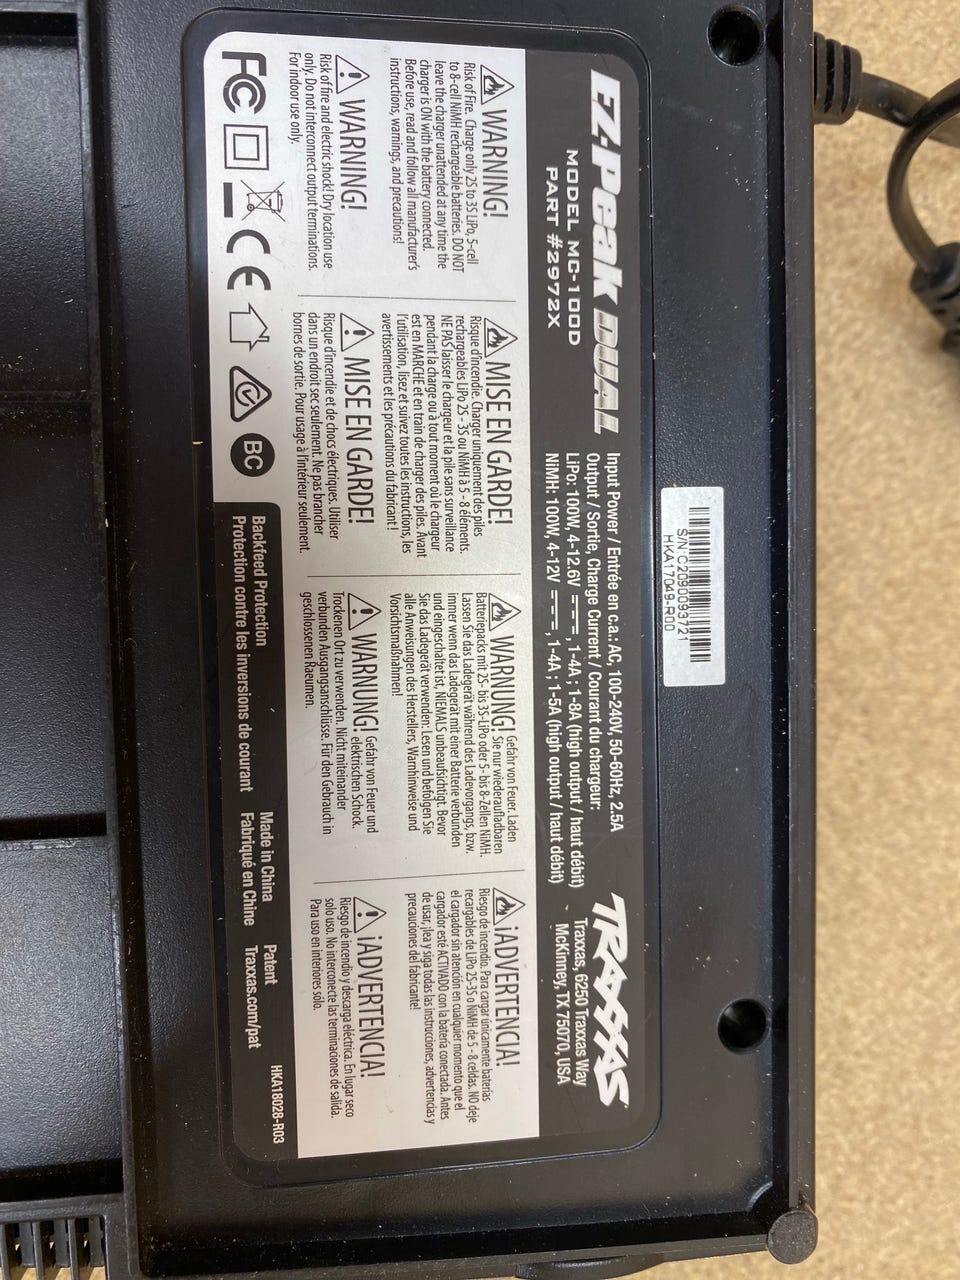 S/N:C2090093721
HKA17049-R00
EZ-Peak DUAL
MODEL MC-100D
PART #2972X
Input Power / Entrée en c.a.: AC, 100-240V, 50-60Hz, 2.5A
Output / Sortie, Charge Current / Courant du chargeur:
LiPo: 100W, 4-12.6V ⎓, 1-4A ; 1-8A (high output / haut débit)
NiMH: 100W, 4-12V ⎓, 1-4A ; 1-5A (high output / haut débit)
TRAXXAS
Traxxas, 6250 Traxxas Way
McKinney, TX 75070, USA
WARNING!
Risk of Fire. Charge only 2S to 3S LiPo, 5-cell
to 8-cell NiMH rechargeable batteries. DO NOT
leave the charger unattended at any time the
charger is ON with the battery connected.
Before use, read and follow all manufacturer's
instructions, warnings, and precautions!
WARNING!
Risk of fire and electric shock! Dry location use
only. Do not interconnect output terminations.
For indoor use only.
MISE EN GARDE!
Risque d'incendie. Charger uniquement des piles
rechargeables LiPo 2S - 3S ou NiMH à 5 - 8 éléments.
NE PAS laisser le chargeur et la pile sans surveillance
pendant la charge ou à tout moment où le chargeur
est en MARCHE et en train de charger des piles. Avant
l'utilisation, lisez et suivez toutes les instructions, les
avertissements et les précautions du fabricant!
MISE EN GARDE!
Risque d'incendie et de chocs électriques. Utiliser
dans un endroit sec seulement. Ne pas brancher
bornes de sortie. Pour usage à l'intérieur seulement.
WARNUNG! Gefahr von Feuer. Laden
Sie nur wiederaufladbaren
Batteriepacks mit 2S- bis 3S-LiPo oder 5- bis 8-Zellen NiMH.
Lassen Sie das Ladegerät während des Ladevorgangs, bzw.
immer wenn das Ladegerät mit einer Batterie verbunden
und eingeschaltet ist, NIEMALS unbeaufsichtigt. Bevor
Sie das Ladegerät verwenden: Lesen und befolgen Sie
alle Anweisungen des Herstellers, Warnhinweise und
Vorsichtsmaßnahmen!
WARNUNG! Gefahr von Feuer und
elektrischen Schock.
Trockenen Ort zu verwenden. Nicht miteinander
verbunden Ausgangsanschlüsse. Für den Gebrauch in
geschlossenen Raeumen.
¡ADVERTENCIA!
Riesgo de incendio. Para cargar únicamente baterías
recargables de LiPo 2S-3S o NiMH de 5 - 8 celdas. NO deje
el cargador sin atención en cualquier momento que el
cargador esté ACTIVADO con la batería conectada. Antes
de usar, ¡lea y siga todas las instrucciones, advertencias y
precauciones del fabricante!
¡ADVERTENCIA!
Riesgo de incendio y descarga eléctrica. En lugar seco
solo uso. No interconecte las terminaciones de salida.
Para uso en interiores sólo.
FC CE BC
Backfeed Protection
Protection contre les inversions de courant
Made in China
Fabriqué en Chine
Patent
Traxxas.com/pat
HKA18028-R03